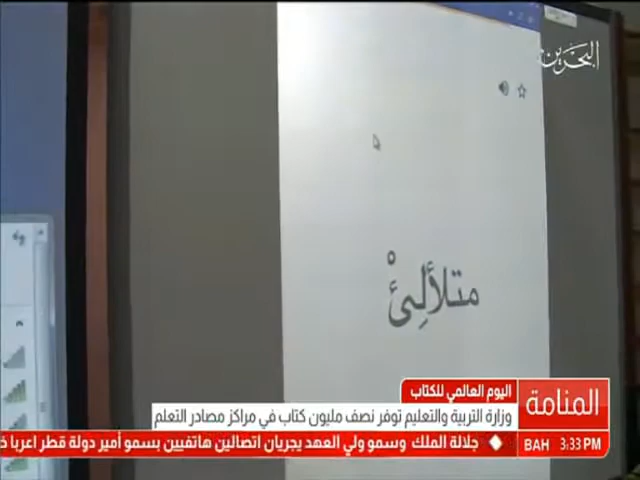 البحرين
متلألِئْ
اليوم العالمي للكتاب
المنامة
وزارة التربية والتعليم توفر نصف مليون كتاب في مراكز مصادر التعلم
BAH 3:33 PM
جلالة الملك وسمو ولي العهد يجريان اتصالين هاتفيين بسمو أمير دولة قطر اعربا